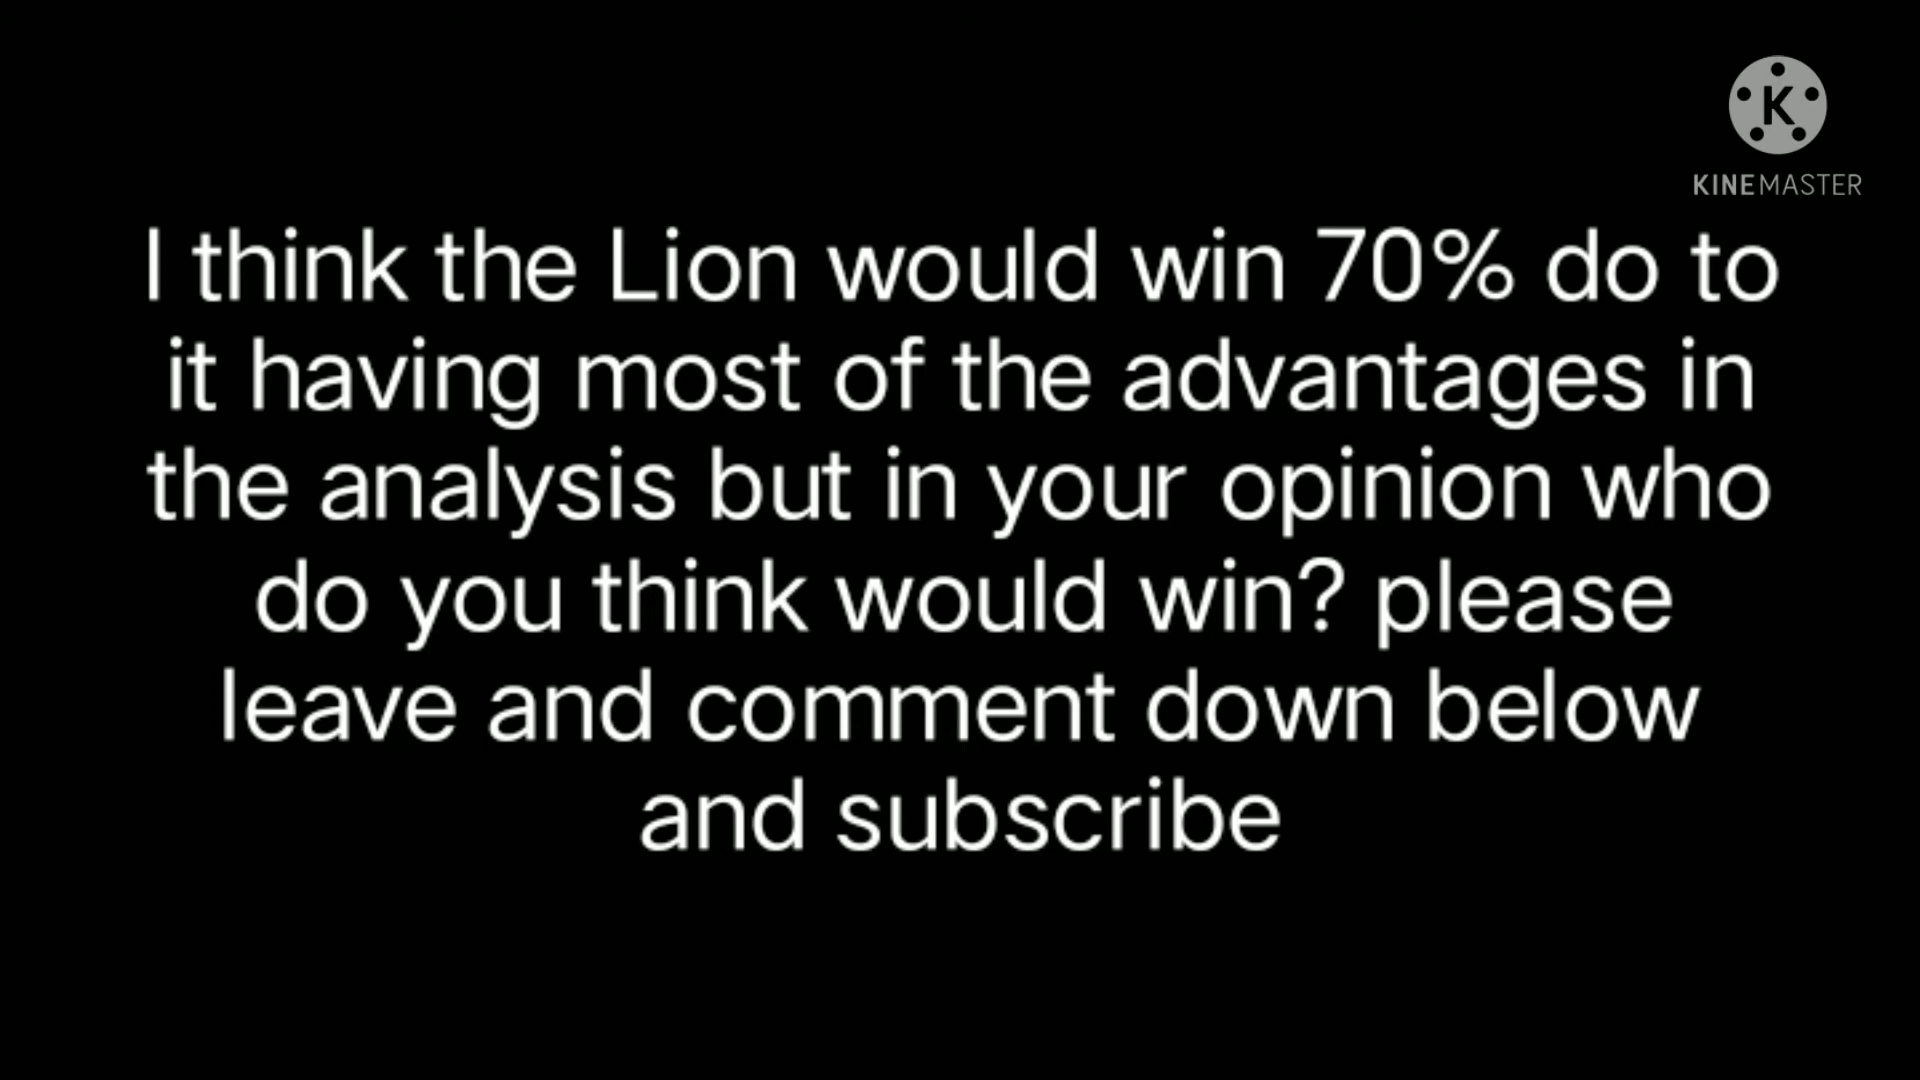 K
KINEMASTER
I think the Lion would win 70% do to
it having most of the advantages in
the analysis but in your opinion who
do you think would win? please
leave and comment down below
and subscribe